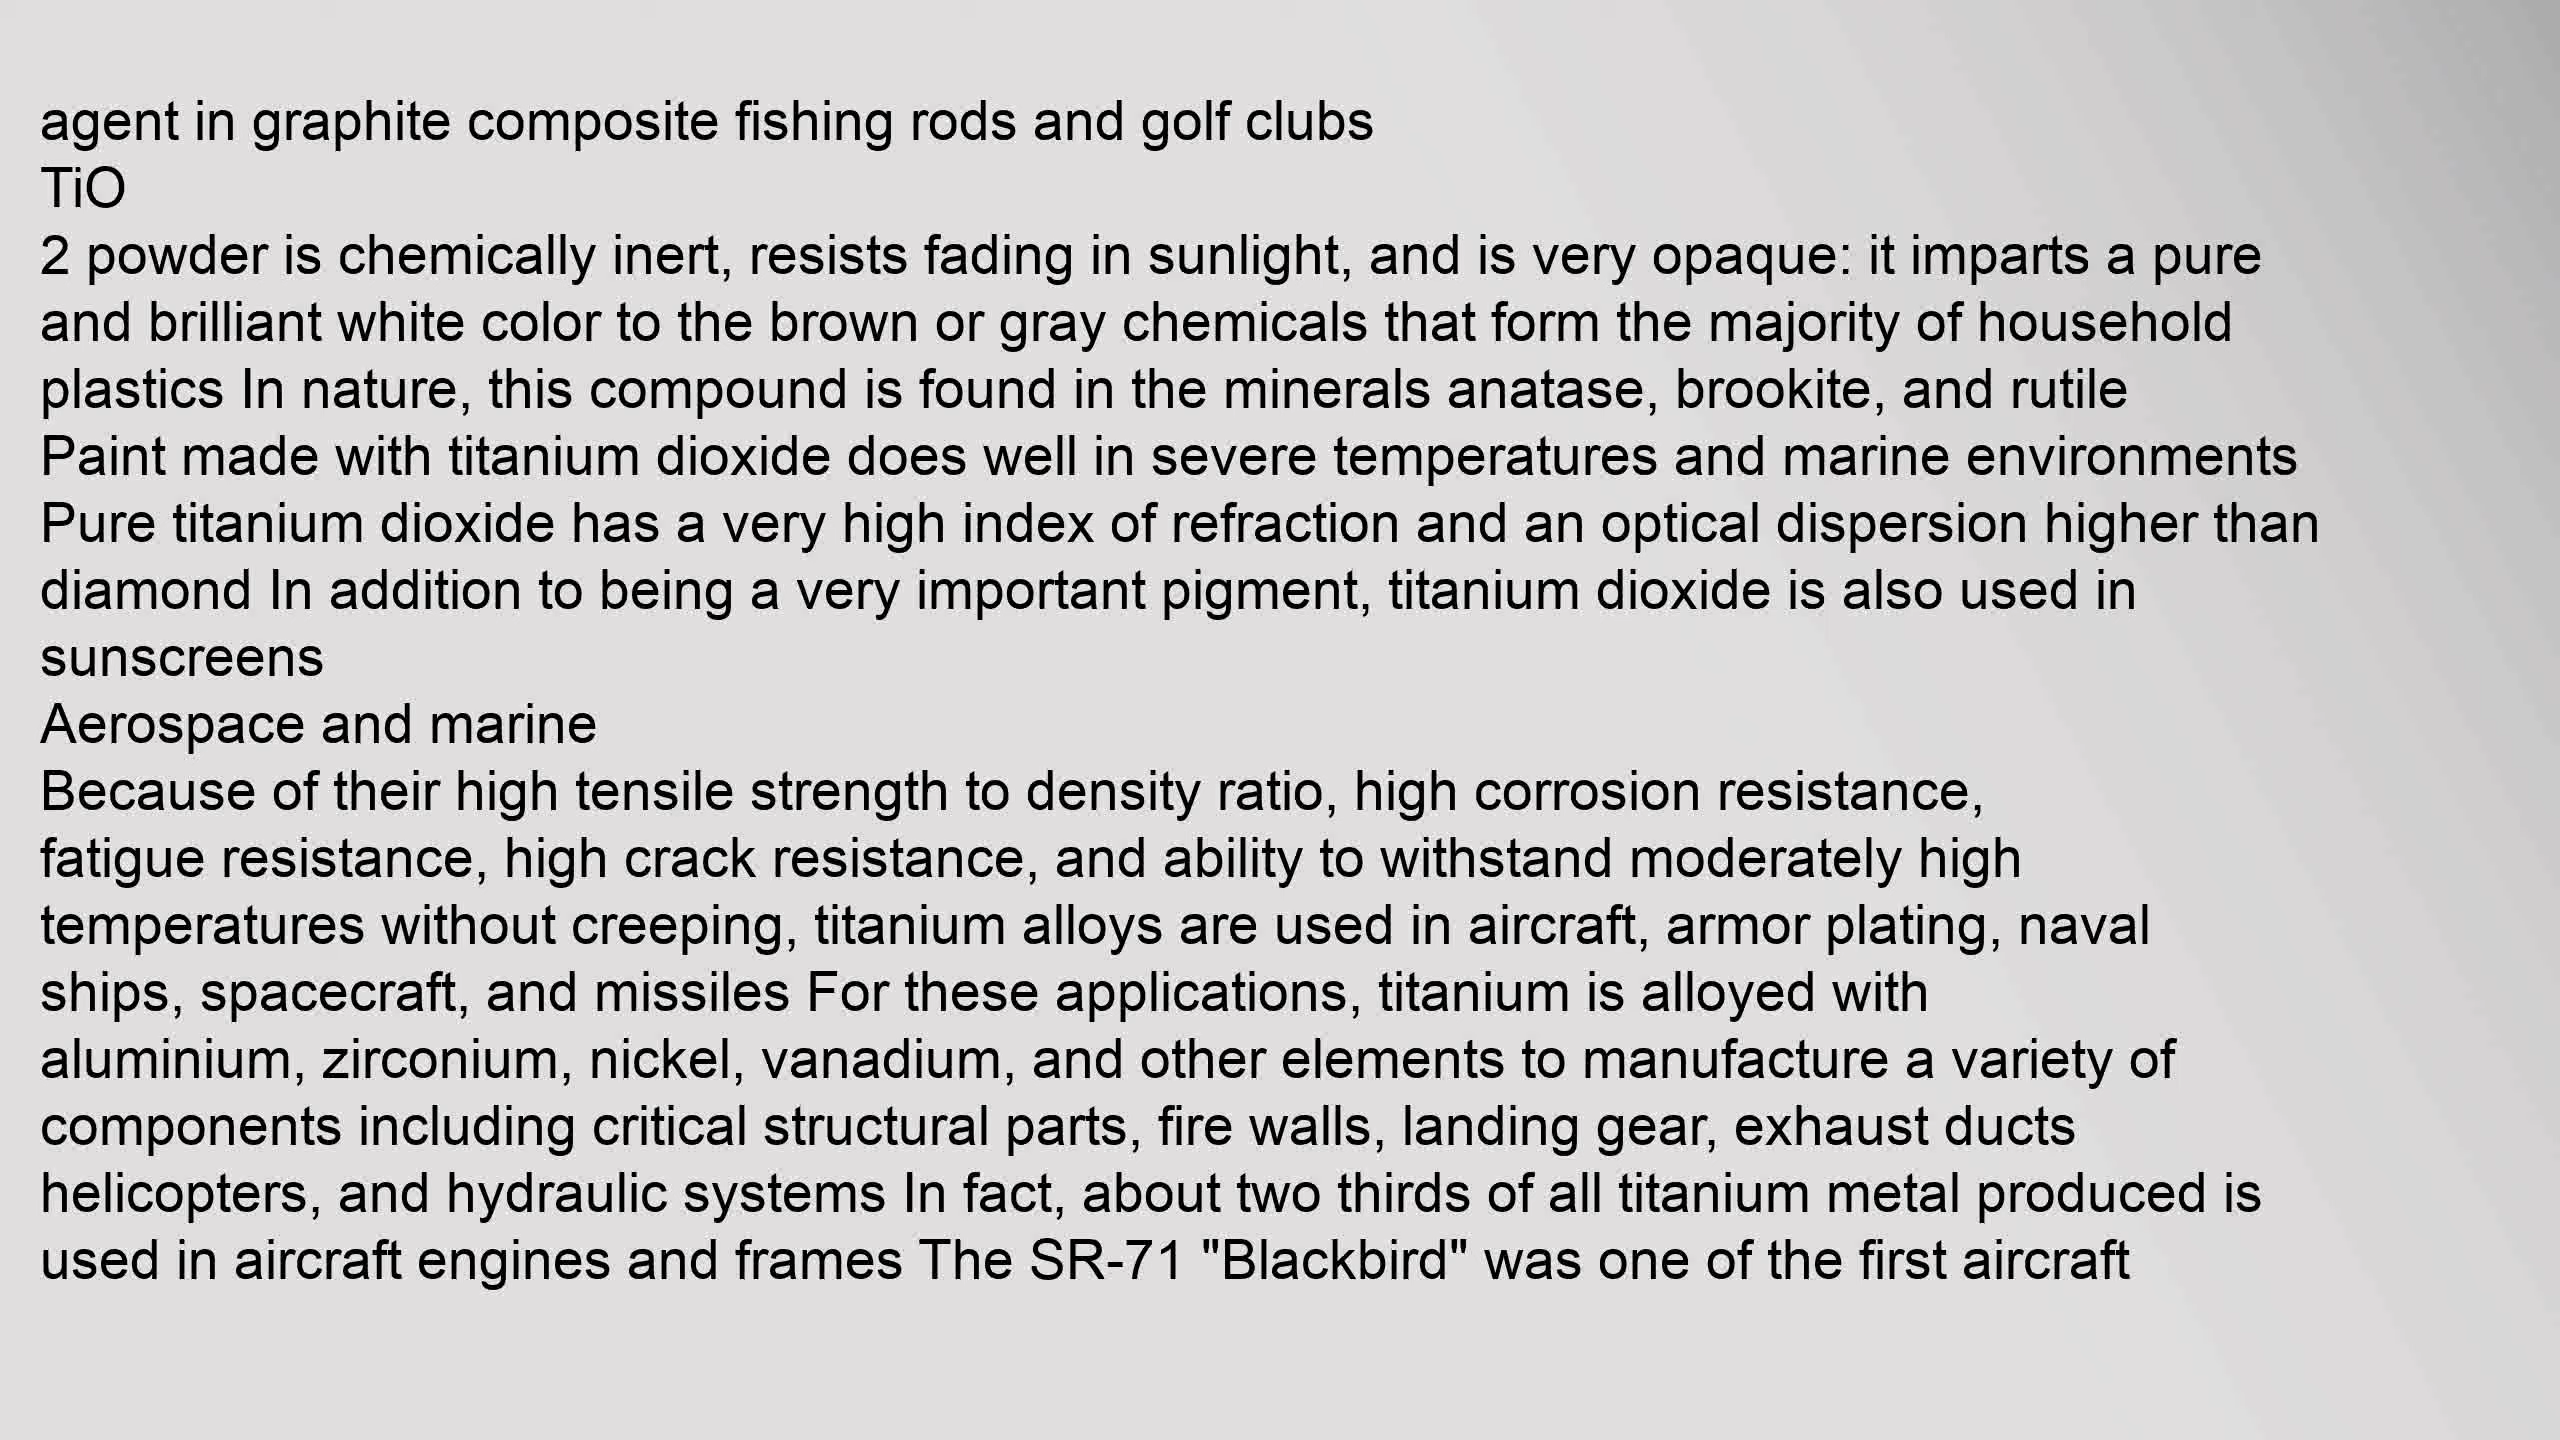 agent in graphite composite fishing rods and golf clubs
TiO
2 powder is chemically inert, resists fading in sunlight, and is very opaque: it imparts a pure
and brilliant white color to the brown or gray chemicals that form the majority of household
plastics In nature, this compound is found in the minerals anatase, brookite, and rutile
Paint made with titanium dioxide does well in severe temperatures and marine environments
Pure titanium dioxide has a very high index of refraction and an optical dispersion higher than
diamond In addition to being a very important pigment, titanium dioxide is also used in
sunscreens
Aerospace and marine
Because of their high tensile strength to density ratio, high corrosion resistance,
fatigue resistance, high crack resistance, and ability to withstand moderately high
temperatures without creeping, titanium alloys are used in aircraft, armor plating, naval
ships, spacecraft, and missiles For these applications, titanium is alloyed with
aluminium, zirconium, nickel, vanadium, and other elements to manufacture a variety of
components including critical structural parts, fire walls, landing gear, exhaust ducts
helicopters, and hydraulic systems In fact, about two thirds of all titanium metal produced is
used in aircraft engines and frames The SR-71 "Blackbird" was one of the first aircraft